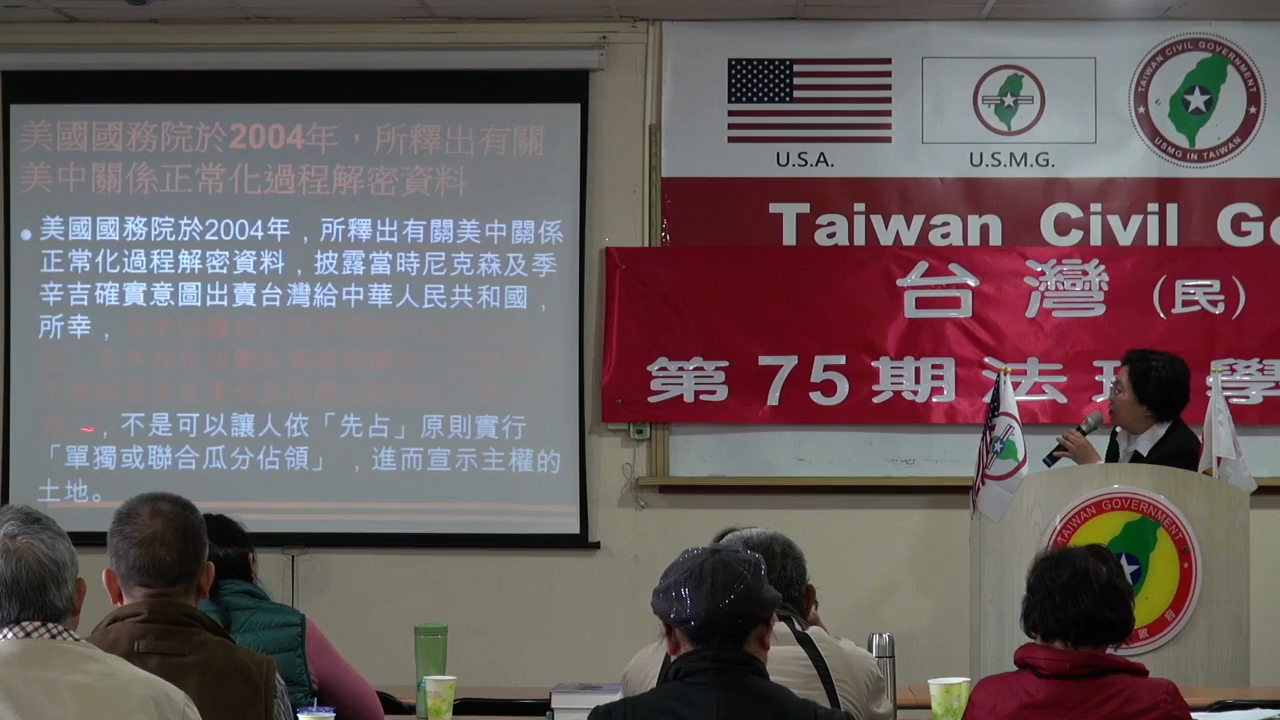 美國國務院於2004年，所釋出有關
美中關係正常化過程解密資料
美國國務院於2004年，所釋出有關美中關係
正常化過程解密資料，披露當時尼克森及季
辛吉確實意圖出賣台灣給中華人民共和國，
所幸，
，不是可以讓人依「先占」原則實行
「單獨或聯合瓜分佔領」，進而宣示主權的
土地。
U.S.A.
U.S.M.G.
TAIWAN CIVIL GOVERNMENT
USMG IN TAIWAN
Taiwan Civil Go
台灣(民)
第75期法理學
TAIWAN GOVERNMENT
政府